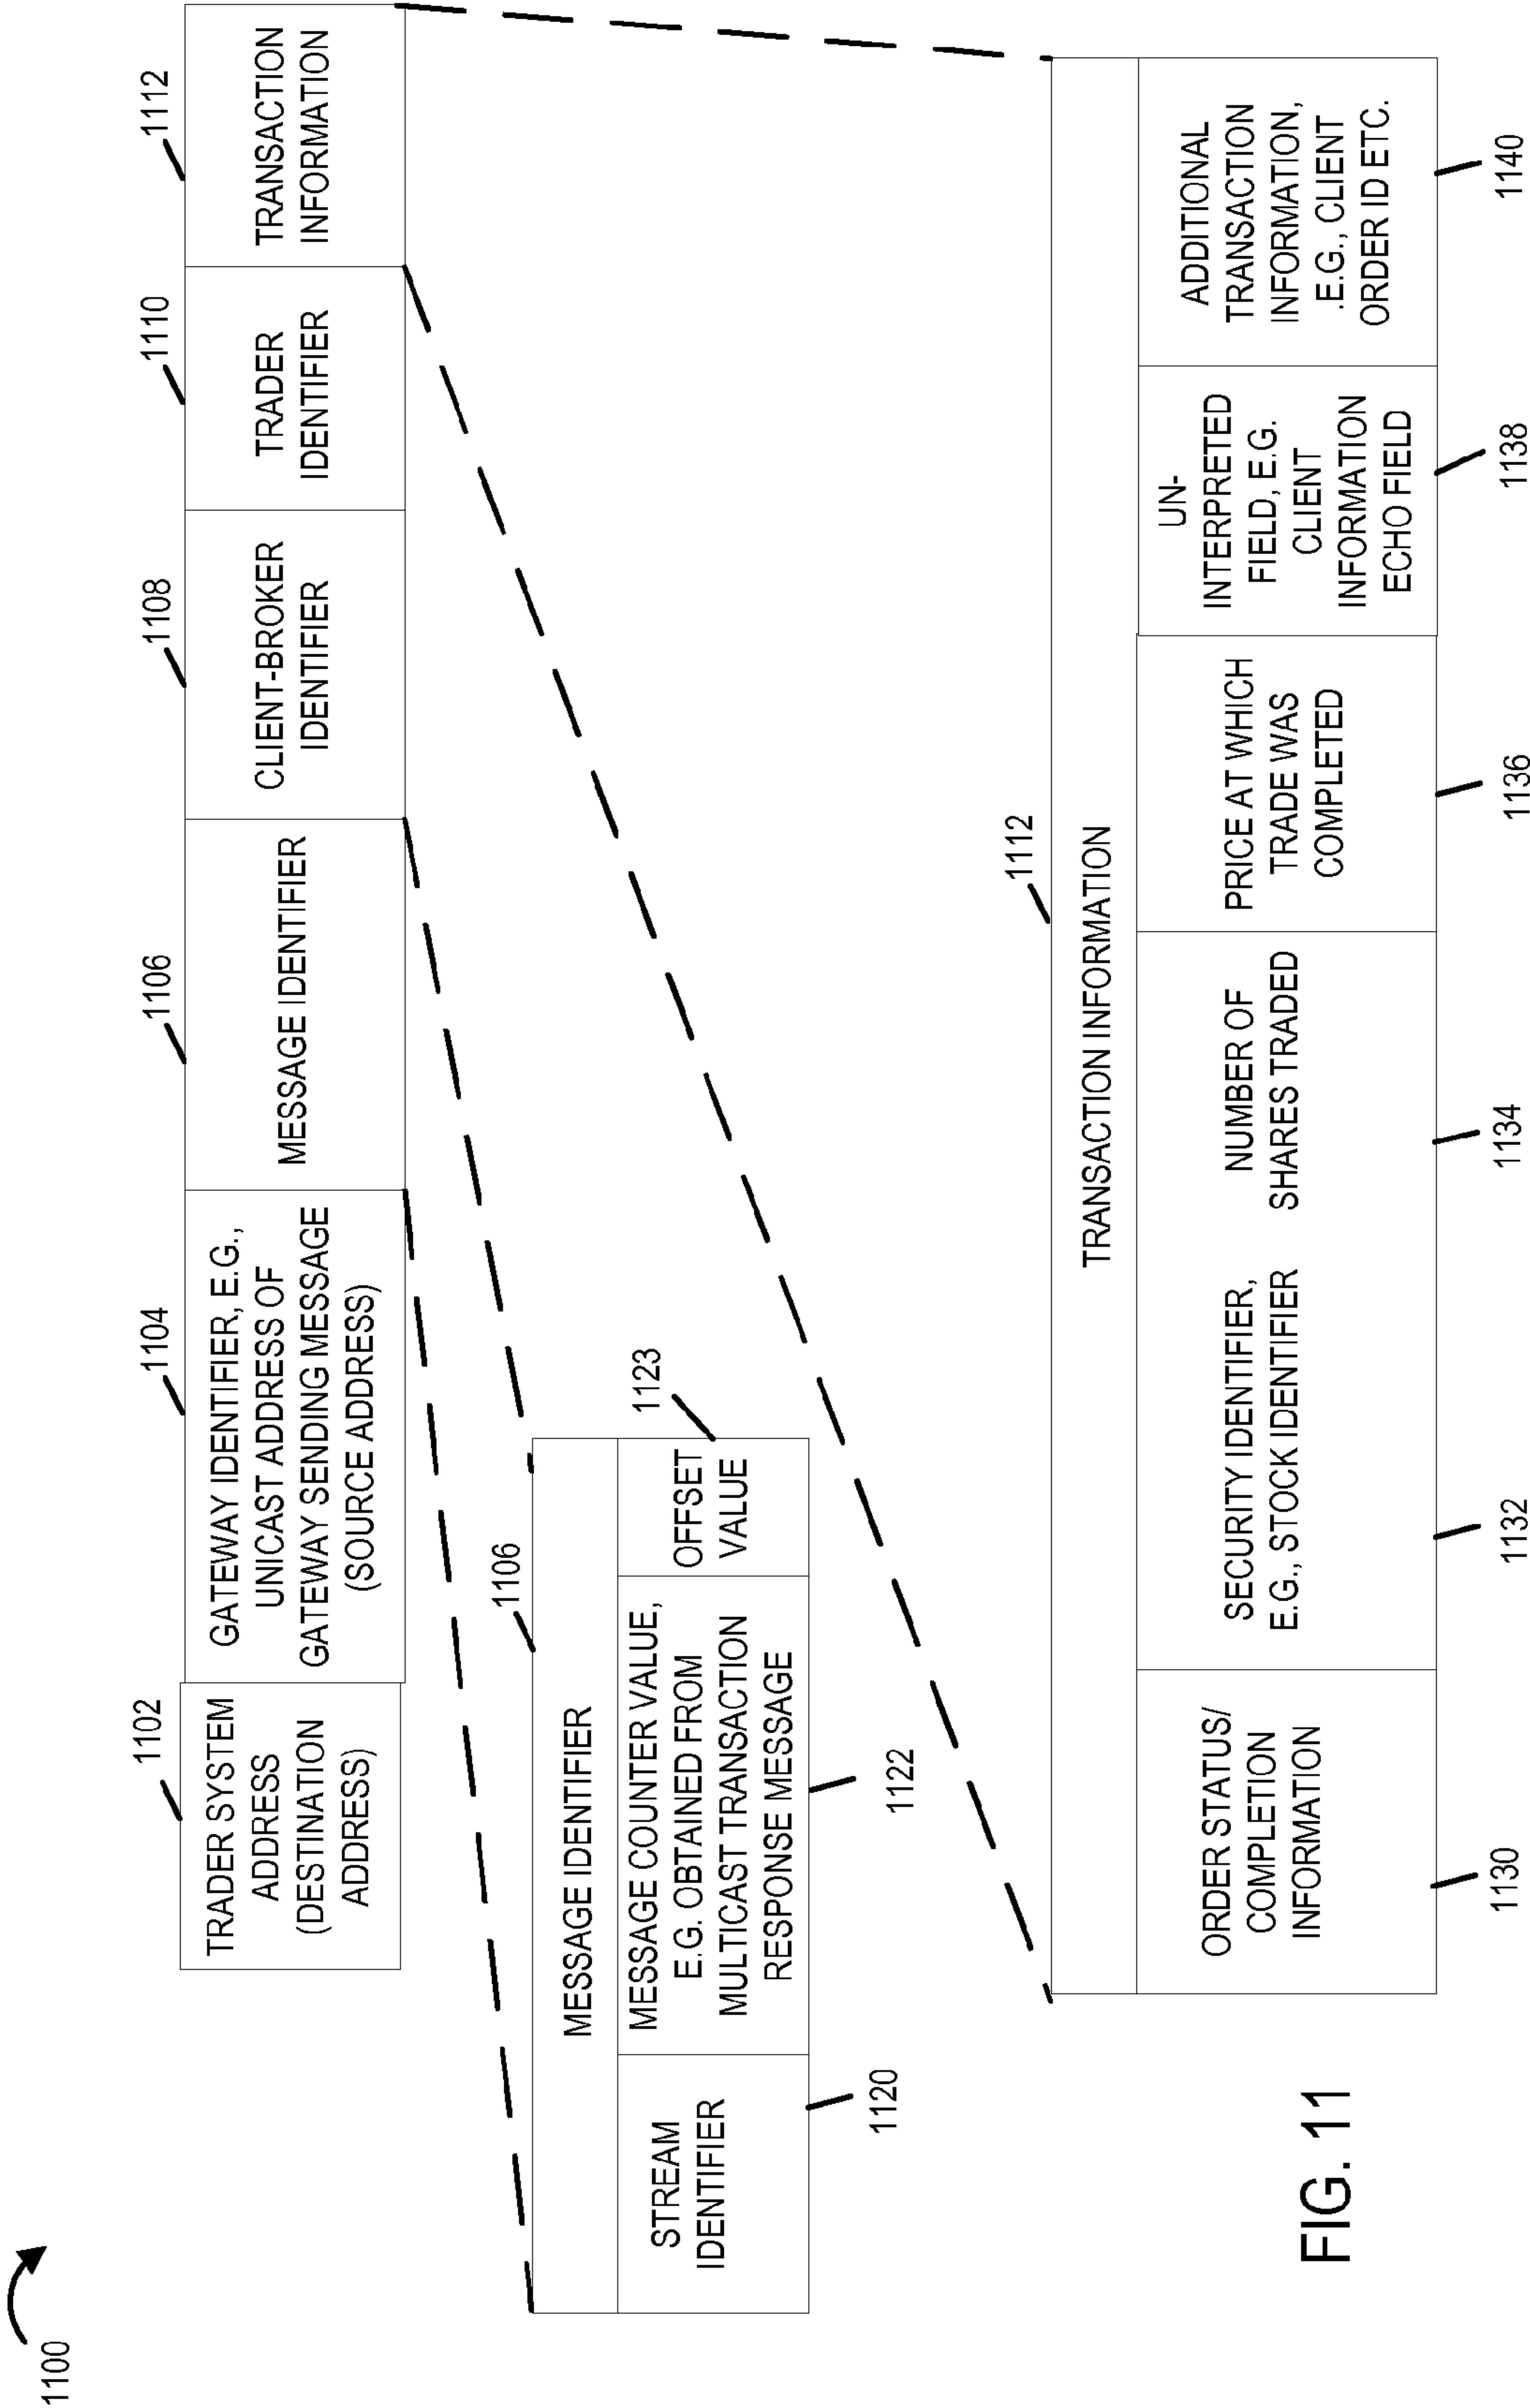 1100
1102
1104
1106
1108
1110
1112
TRADER SYSTEM
ADDRESS
(DESTINATION
ADDRESS)
GATEWAY IDENTIFIER, E.G.,
UNICAST ADDRESS OF
GATEWAY SENDING MESSAGE
(SOURCE ADDRESS)
MESSAGE IDENTIFIER
CLIENT-BROKER
IDENTIFIER
TRADER
IDENTIFIER
TRANSACTION
INFORMATION
1106
1123
MESSAGE IDENTIFIER
STREAM
IDENTIFIER
MESSAGE COUNTER VALUE,
E.G. OBTAINED FROM
MULTICAST TRANSACTION
RESPONSE MESSAGE
OFFSET
VALUE
1120
1122
1112
TRANSACTION INFORMATION
ORDER STATUS/
COMPLETION
INFORMATION
SECURITY IDENTIFIER,
E.G., STOCK IDENTIFIER
NUMBER OF
SHARES TRADED
PRICE AT WHICH
TRADE WAS
COMPLETED
UN-
INTERPRETED
FIELD, E.G.
CLIENT
INFORMATION
ECHO FIELD
ADDITIONAL
TRANSACTION
INFORMATION,
.E.G., CLIENT
ORDER ID ETC.
1130
1132
1134
1136
1138
1140
FIG. 11